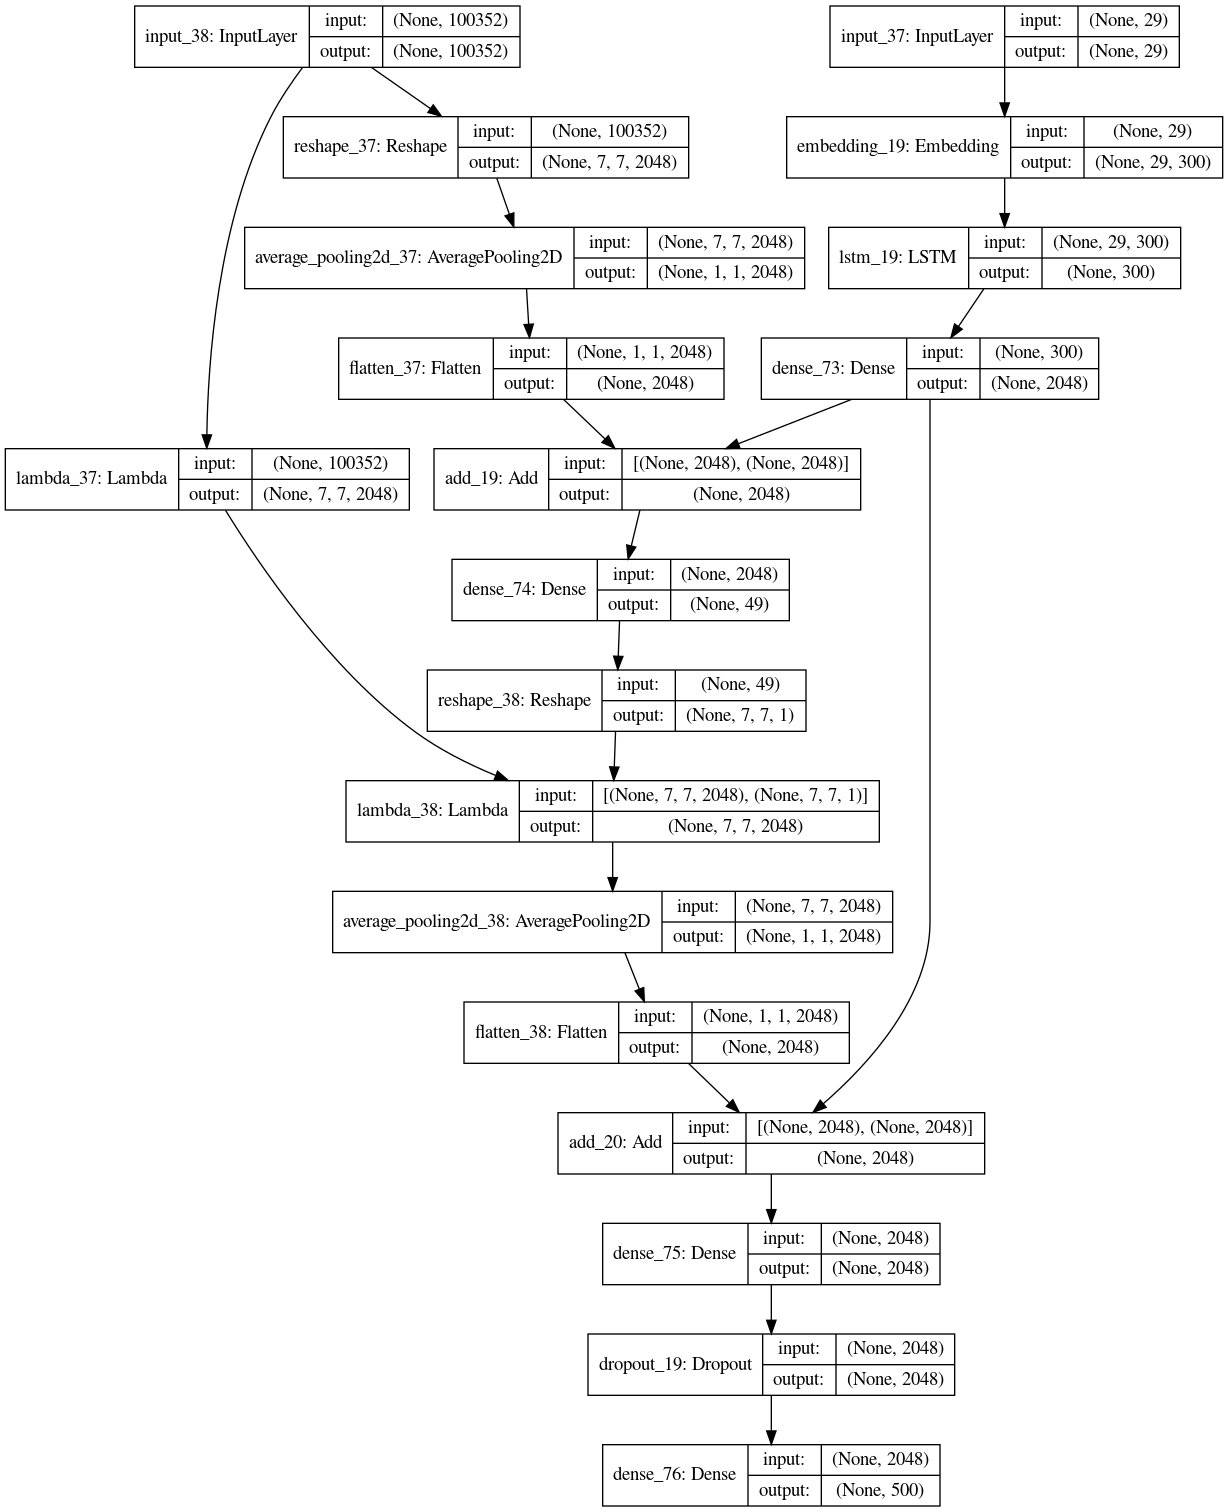 input_38: InputLayer
input: (None, 100352)
output: (None, 100352)
input_37: InputLayer
input: (None, 29)
output: (None, 29)
reshape_37: Reshape
input: (None, 100352)
output: (None, 7, 7, 2048)
embedding_19: Embedding
input: (None, 29)
output: (None, 29, 300)
average_pooling2d_37: AveragePooling2D
input: (None, 7, 7, 2048)
output: (None, 1, 1, 2048)
lstm_19: LSTM
input: (None, 29, 300)
output: (None, 300)
flatten_37: Flatten
input: (None, 1, 1, 2048)
output: (None, 2048)
dense_73: Dense
input: (None, 300)
output: (None, 2048)
lambda_37: Lambda
input: (None, 100352)
output: (None, 7, 7, 2048)
add_19: Add
input: [(None, 2048), (None, 2048)]
output: (None, 2048)
dense_74: Dense
input: (None, 2048)
output: (None, 49)
reshape_38: Reshape
input: (None, 49)
output: (None, 7, 7, 1)
lambda_38: Lambda
input: [(None, 7, 7, 2048), (None, 7, 7, 1)]
output: (None, 7, 7, 2048)
average_pooling2d_38: AveragePooling2D
input: (None, 7, 7, 2048)
output: (None, 1, 1, 2048)
flatten_38: Flatten
input: (None, 1, 1, 2048)
output: (None, 2048)
add_20: Add
input: [(None, 2048), (None, 2048)]
output: (None, 2048)
dense_75: Dense
input: (None, 2048)
output: (None, 2048)
dropout_19: Dropout
input: (None, 2048)
output: (None, 2048)
dense_76: Dense
input: (None, 2048)
output: (None, 500)